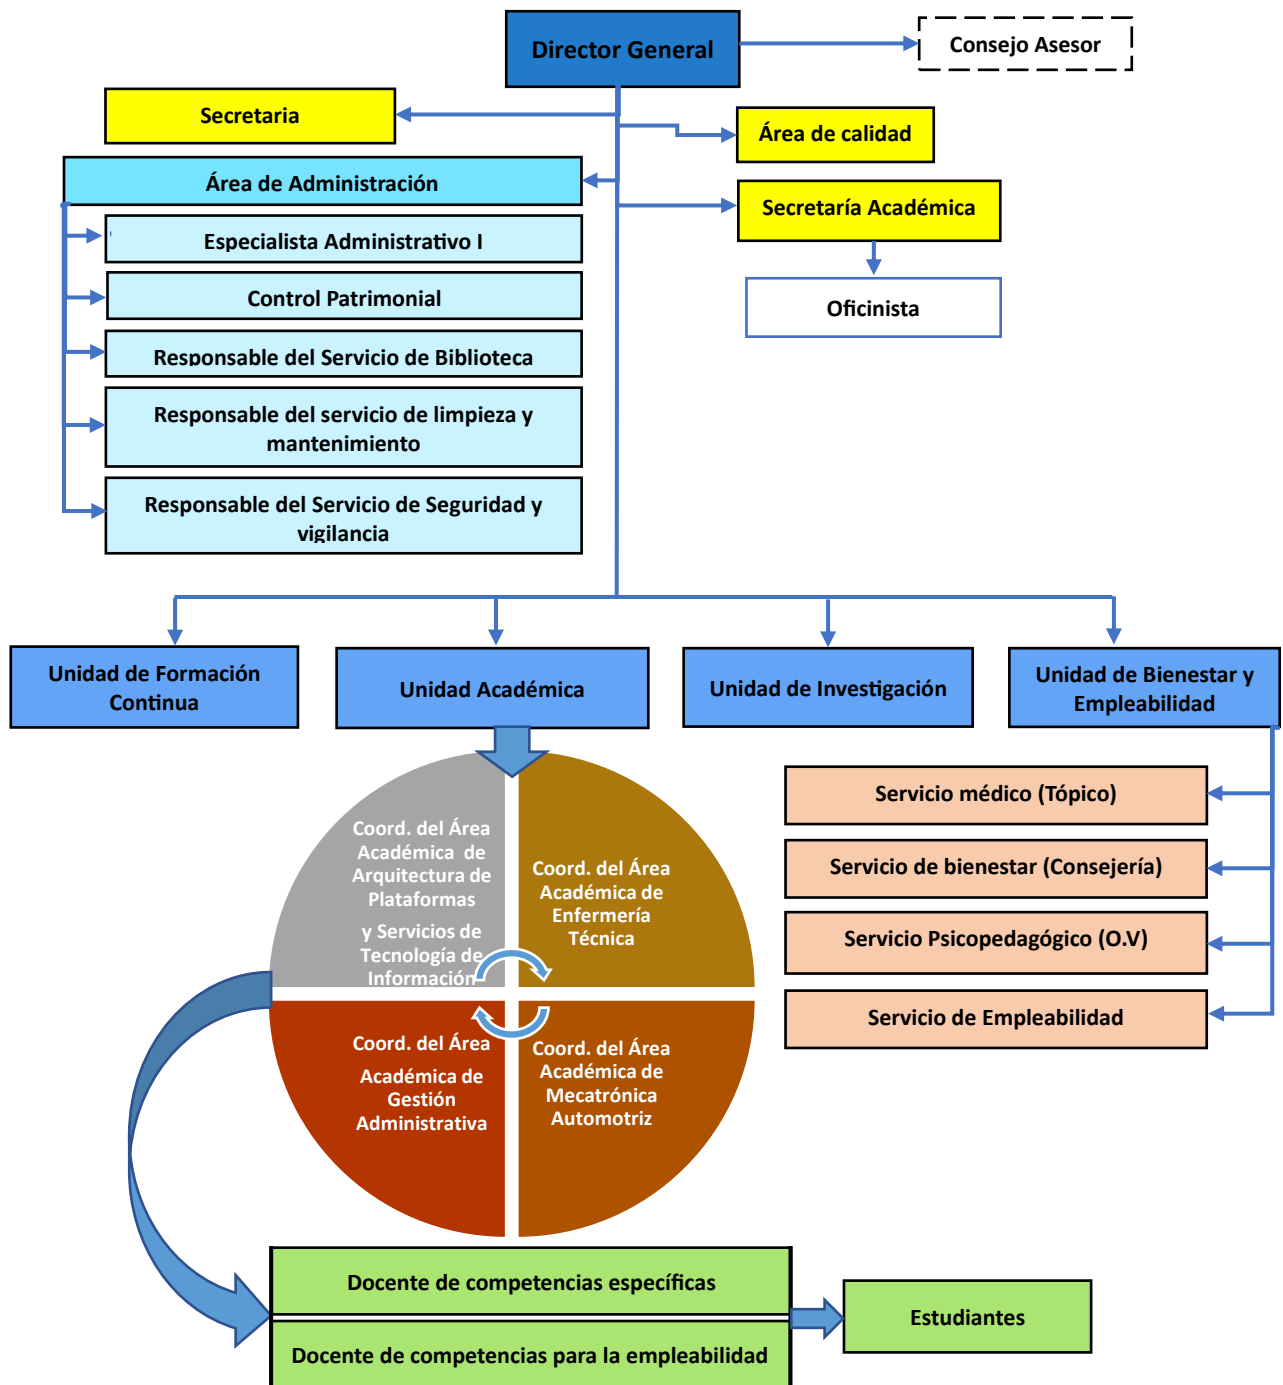 Director General
Consejo Asesor
Secretaria
Área de calidad
Área de Administración
Secretaría Académica
Especialista Administrativo I
Control Patrimonial
Oficinista
Responsable del Servicio de Biblioteca
Responsable del servicio de limpieza y
mantenimiento
Responsable del Servicio de Seguridad y
vigilancia
Unidad de Formación
Continua
Unidad Académica
Unidad de Investigación
Unidad de Bienestar y
Empleabilidad
Coord. del Área
Académica de
Arquitectura de
Plataformas
y Servicios de
Tecnología de
Información
Coord. del Área
Académica de
Enfermería
Técnica
Servicio médico (Tópico)
Servicio de bienestar (Consejería)
Servicio Psicopedagógico (O.V)
Servicio de Empleabilidad
Coord. del Área
Académica de
Gestión
Administrativa
Coord. del Área
Académica de
Mecatrónica
Automotriz
Docente de competencias específicas
Docente de competencias para la empleabilidad
Estudiantes